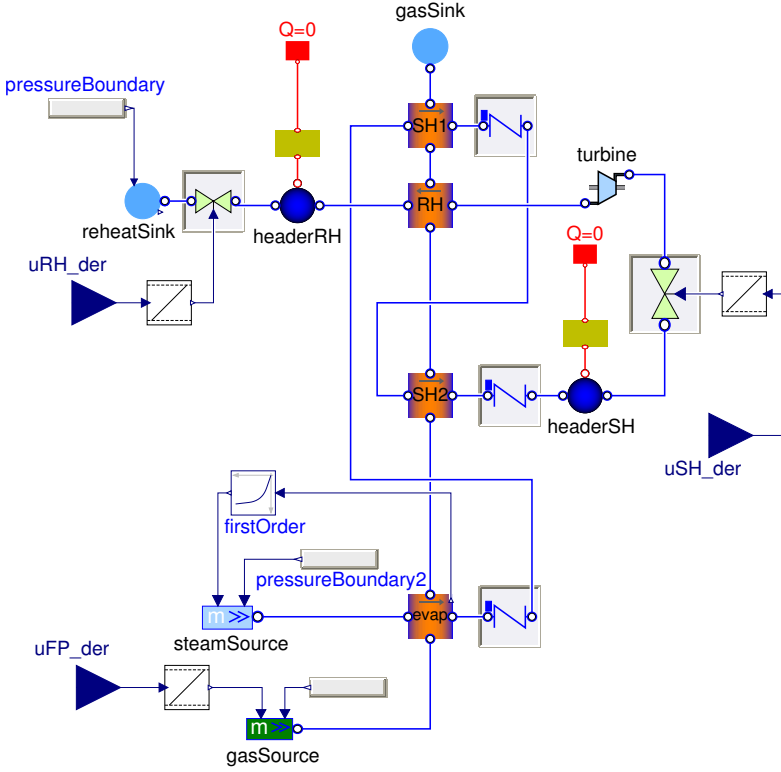 gasSink
Q=0
pressureBoundary
SH1
turbine
RH
reheatSink
headerRH
Q=0
uRH_der
SH2
headerSH
uSH_der
firstOrder
pressureBoundary2
evap
m
steamSource
uFP_der
m
gasSource